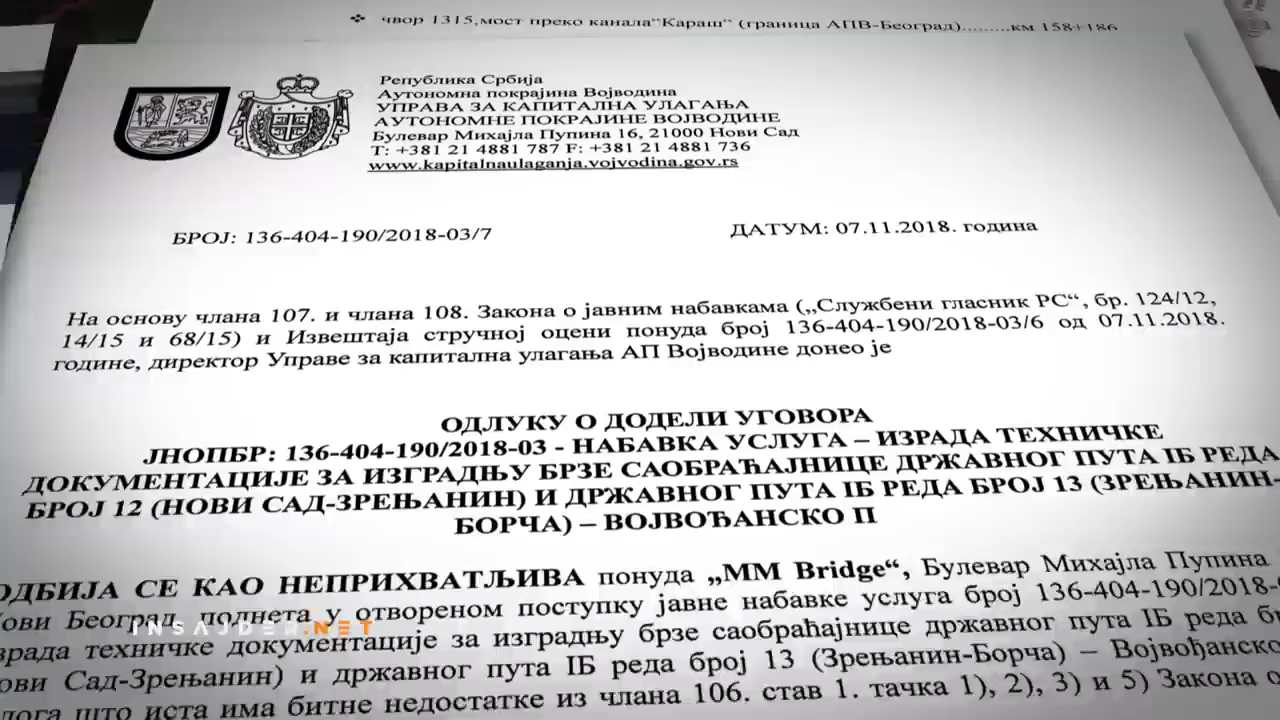 ❖ чвор 1315,мост преко канала“Караш“ (граница АПВ-Београд).........км 158+186
Република Србија
Аутономна покрајина Војводина
УПРАВА ЗА КАПИТАЛНА УЛАГАЊА
АУТОНОМНЕ ПОКРАЈИНЕ ВОЈВОДИНЕ
Булевар Михајла Пупина 16, 21000 Нови Сад
Т: +381 21 4881 787 F: +381 21 4881 736
www.kapitalnaulaganja.vojvodina.gov.rs
БРОЈ: 136-404-190/2018-03/7
ДАТУМ: 07.11.2018. година
На основу члана 107. и члана 108. Закона о јавним набавкама („Службени гласник РС“, бр. 124/12,
14/15 и 68/15) и Извештаја стручној оцени понуда број 136-404-190/2018-03/6 од 07.11.2018.
године, директор Управе за капитална улагања АП Војводине донео је
ОДЛУКУ О ДОДЕЛИ УГОВОРА
ЈНОПБР: 136-404-190/2018-03 - НАБАВКА УСЛУГА – ИЗРАДА ТЕХНИЧКЕ
ДОКУМЕНТАЦИЈЕ ЗА ИЗГРАДЊУ БРЗЕ САОБРАЋАЈНИЦЕ ДРЖАВНОГ ПУТА IБ РЕДА
БРОЈ 12 (НОВИ САД-ЗРЕЊАНИН) И ДРЖАВНОГ ПУТА IБ РЕДА БРОЈ 13 (ЗРЕЊАНИН-
БОРЧА) – ВОЈВОЂАНСКО П
ОДБИЈА СЕ КАО НЕПРИХВАТЉИВА понуда „MM Bridge“, Булевар Михајла Пупина
Нови Београд, поднета у отвореном поступку јавне набавке услуга број 136-404-190/2018-
израда техничке документације за изградњу брзе саобраћајнице државног пута IБ реда
INSAJDER.NET
Нови Сад-Зрењанин) и државног пута IБ реда број 13 (Зрењанин-Борча) – Војвођанско
што иста има битне недостатке из члана 106. став 1. тачка 1), 2), 3) и 5) Закона о